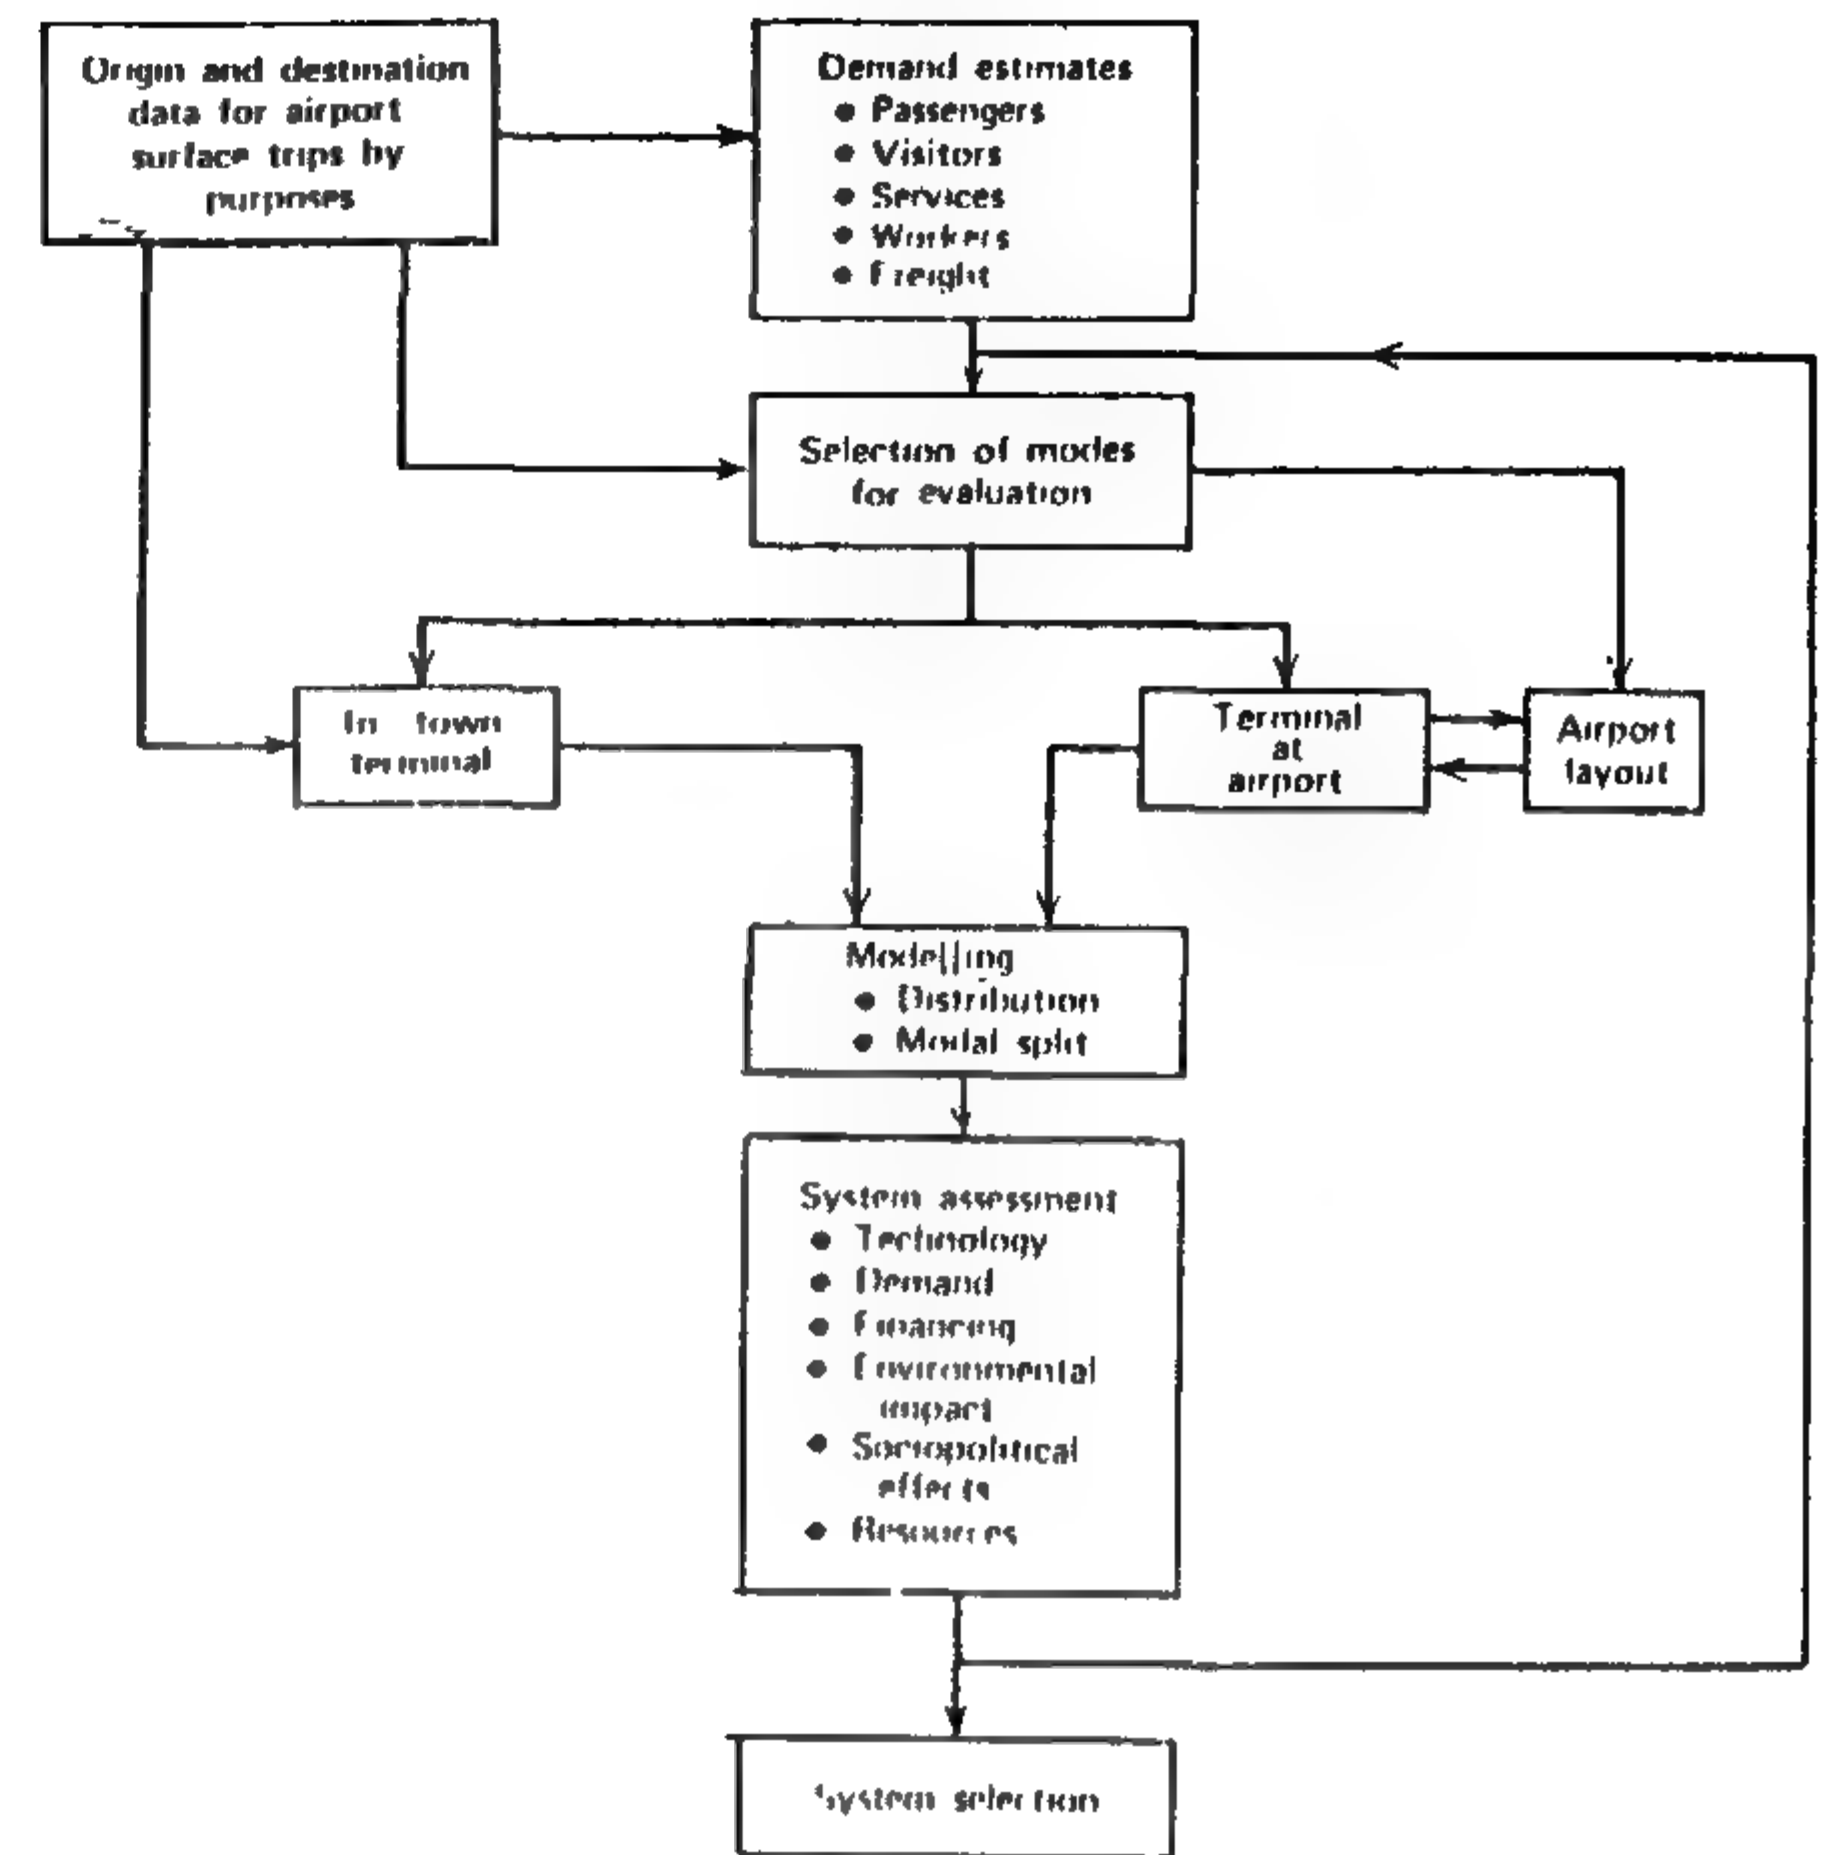 Origin and destination
data for airport
surface trips by
purposes
Demand estimates
● Passengers
● Visitors
● Services
● Workers
● Freight
Selection of modes
for evaluation
In town
terminal
Terminal
at
airport
Airport
layout
Modelling
● Distribution
● Modal split
System assessment
● Technology
● Demand
● Financing
● Environmental
impact
● Sociopolitical
effects
● Resources
System selection